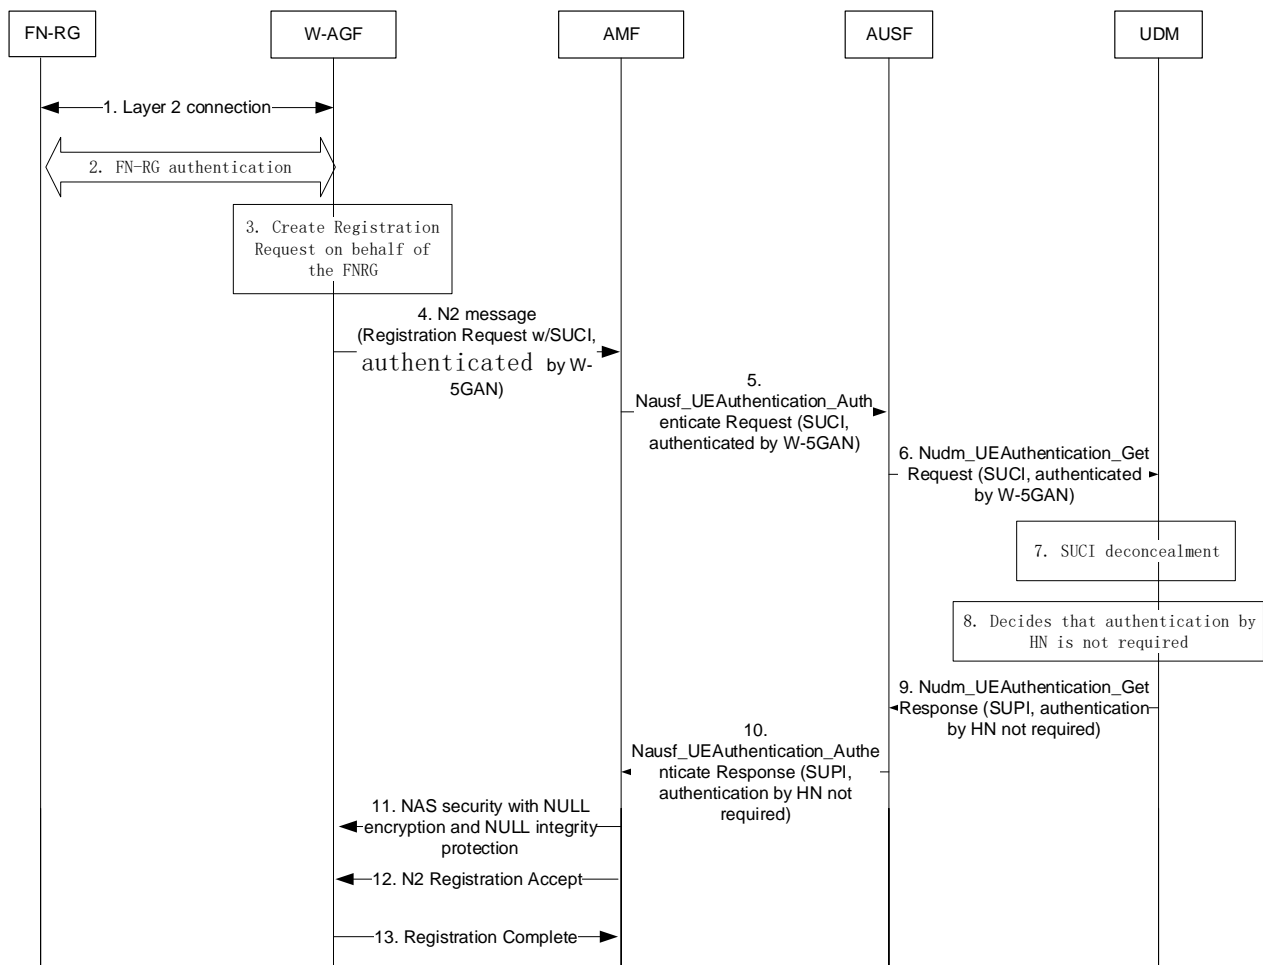 FN-RG
W-AGF
AMF
AUSF
UDM
1. Layer 2 connection
2. FN-RG authentication
3. Create Registration
Request on behalf of
the FNRG
4. N2 message
(Registration Request w/SUCI,
authenticated by W-
5GAN)
5.
Nausf_UEAuthentication_Auth
enticate Request (SUCI,
authenticated by W-5GAN)
6. Nudm_UEAuthentication_Get
Request (SUCI, authenticated
by W-5GAN)
7. SUCI deconcealment
8. Decides that authentication by
HN is not required
9. Nudm_UEAuthentication_Get
Response (SUPI, authentication
by HN not required)
10.
Nausf_UEAuthentication_Authe
nticate Response (SUPI,
authentication by HN not
required)
11. NAS security with NULL
encryption and NULL integrity
protection
12. N2 Registration Accept
13. Registration Complete